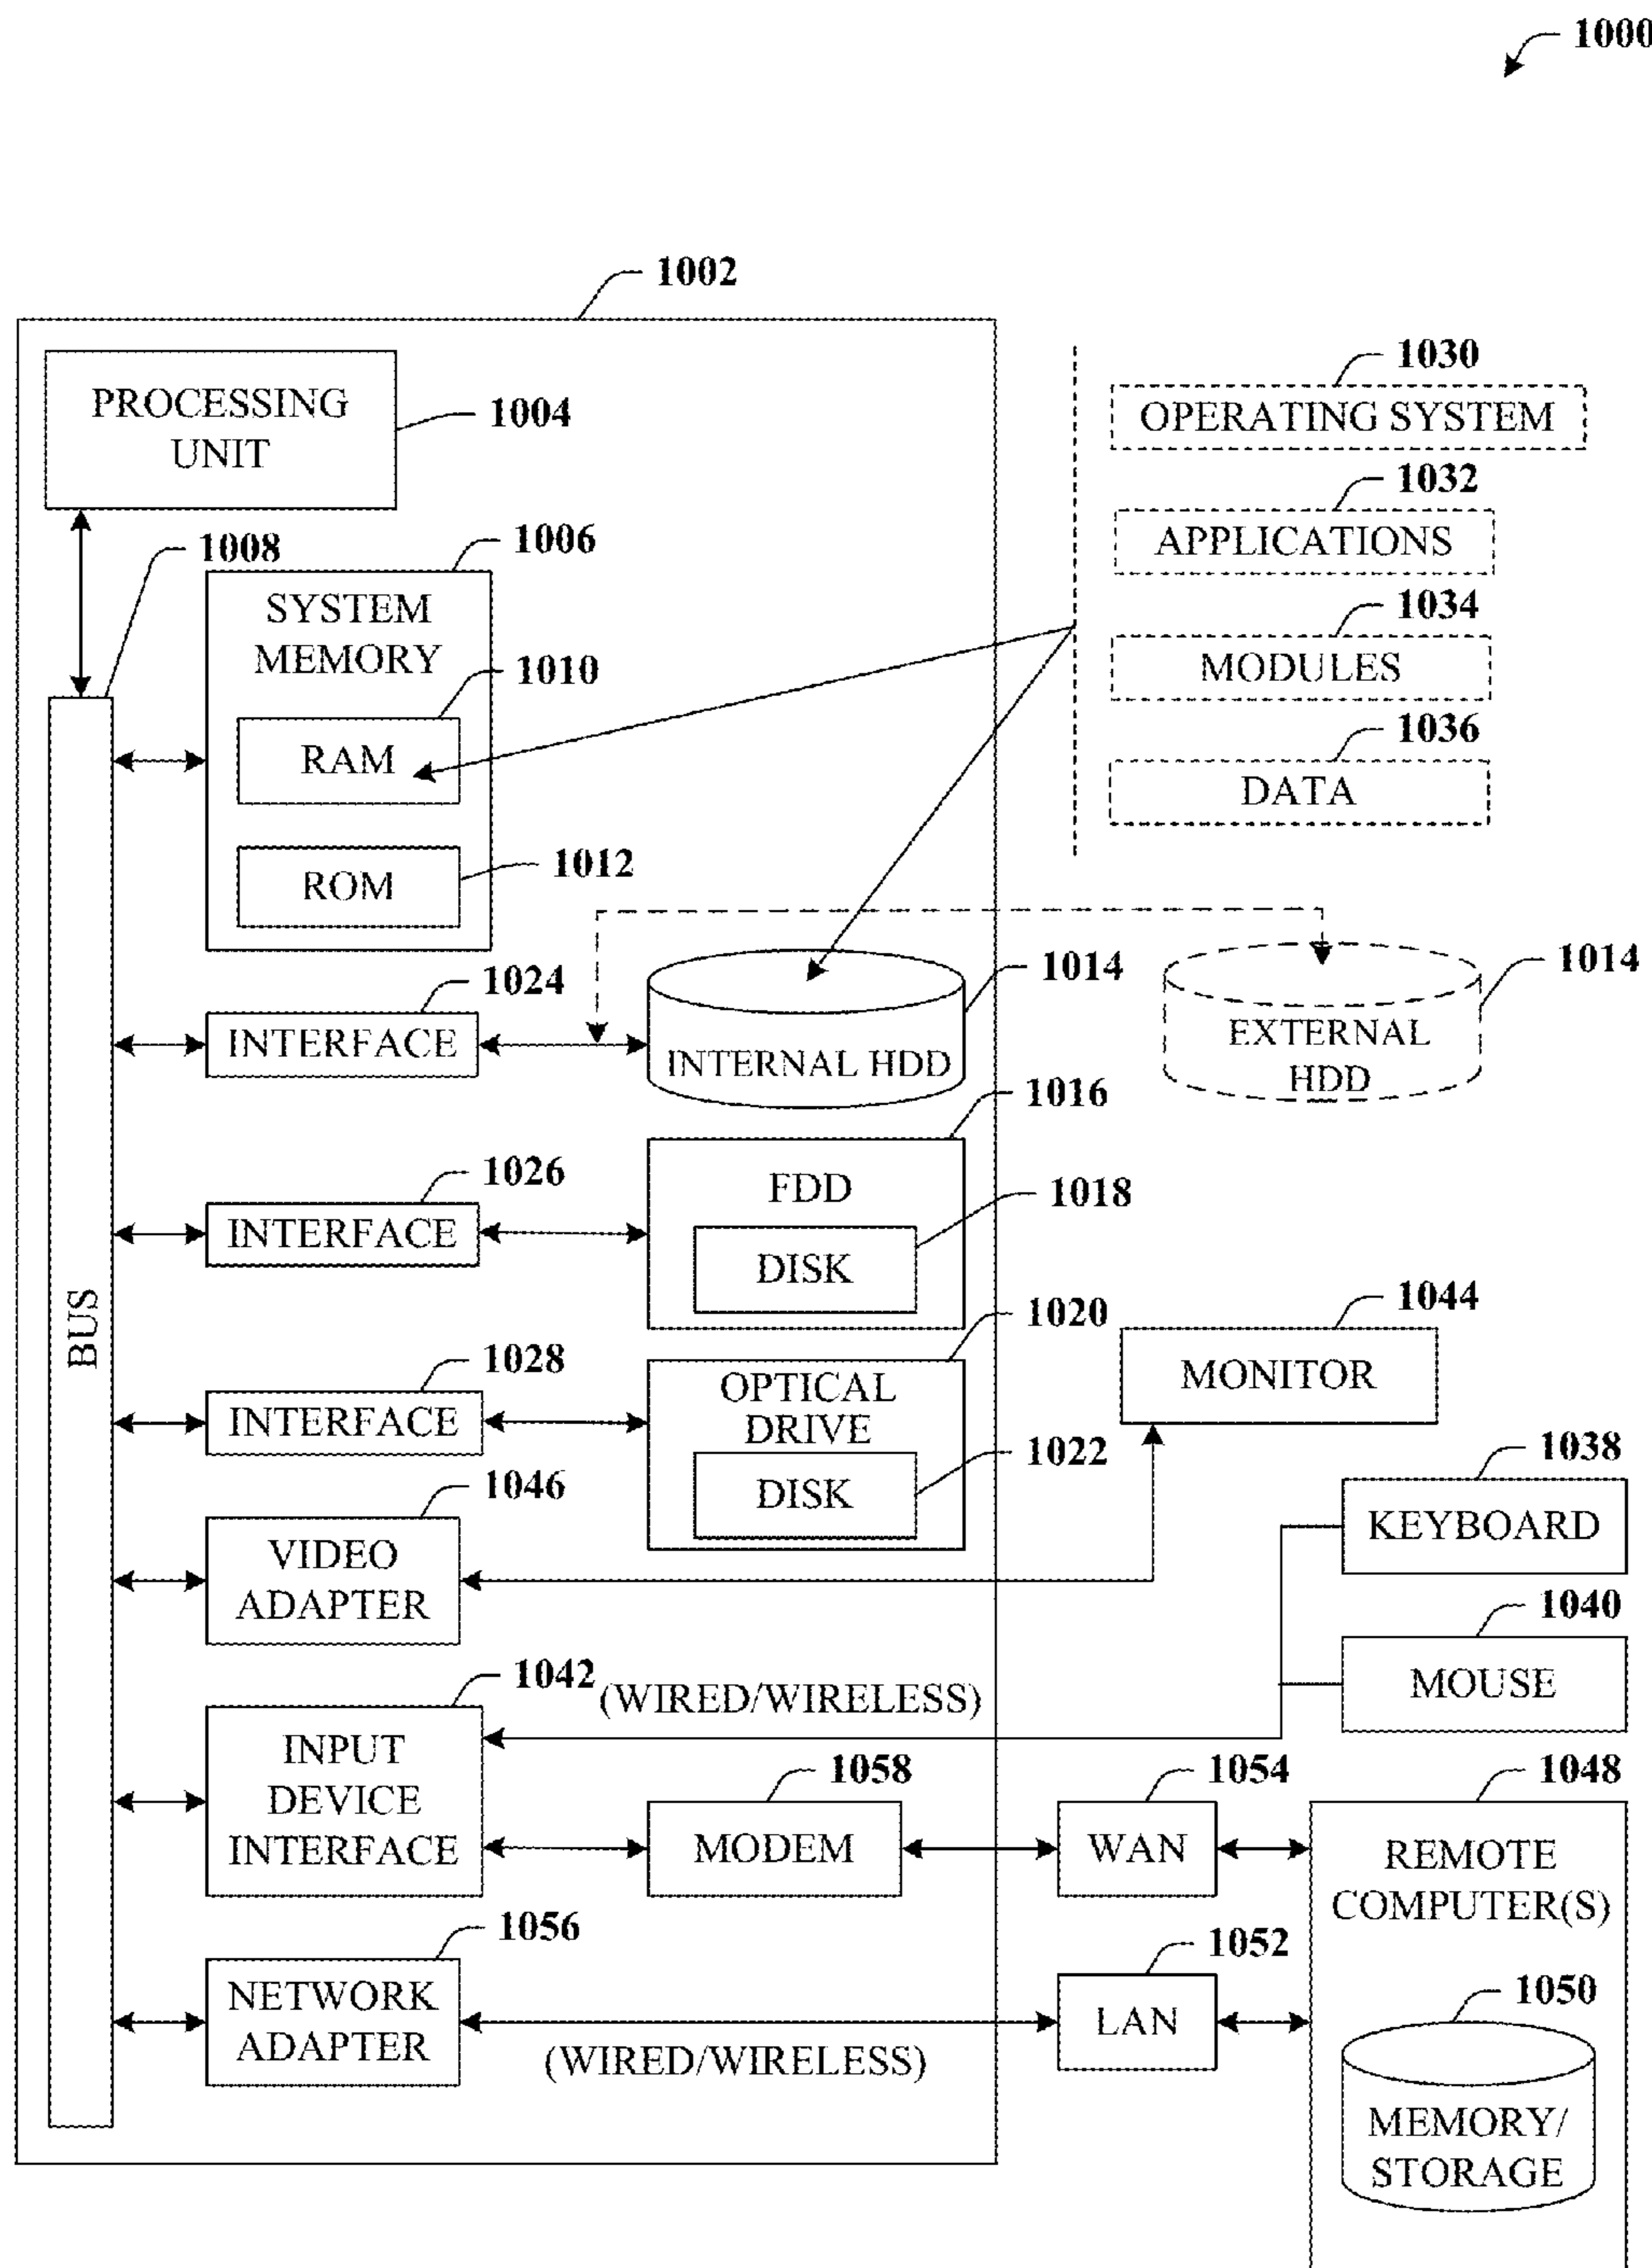 1000
1002
PROCESSING
UNIT
1004
1030
OPERATING SYSTEM
1032
APPLICATIONS
1034
MODULES
1036
DATA
1008
1006
SYSTEM
MEMORY
1010
RAM
1012
ROM
1024
INTERFACE
1014
INTERNAL HDD
1014
EXTERNAL
HDD
1026
INTERFACE
1016
FDD
1018
DISK
BUS
1028
INTERFACE
1020
OPTICAL
DRIVE
1022
DISK
1044
MONITOR
1046
VIDEO
ADAPTER
1038
KEYBOARD
1040
MOUSE
1042
(WIRED/WIRELESS)
INPUT
DEVICE
INTERFACE
1058
MODEM
1054
WAN
1048
REMOTE
COMPUTER(S)
1056
NETWORK
ADAPTER
(WIRED/WIRELESS)
1052
LAN
1050
MEMORY/
STORAGE